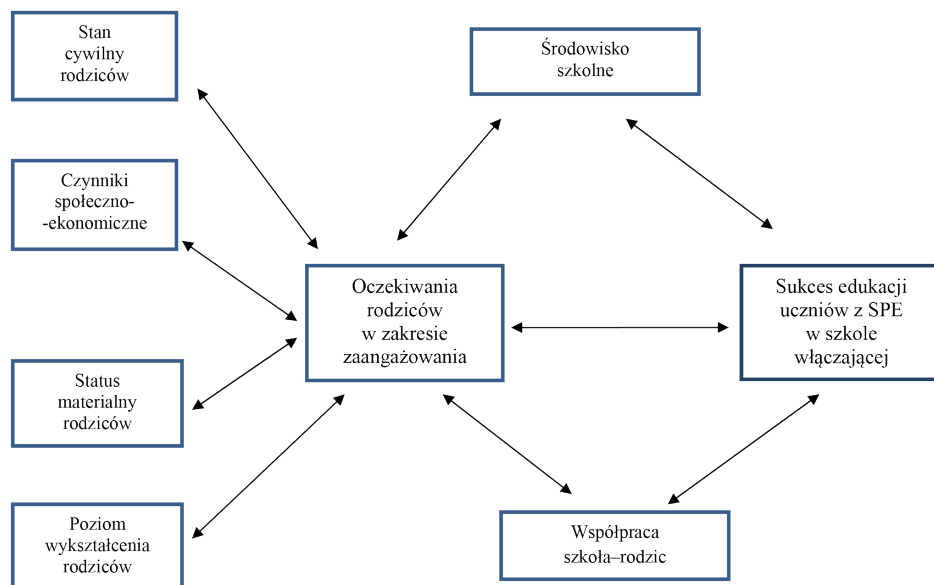 Stan
cywilny
rodziców
Środowisko
szkolne
Czynniki
społeczno-
-ekonomiczne
Oczekiwania
rodziców
w zakresie
zaangażowania
Sukces edukacji
uczniów z SPE
w szkole
włączającej
Status
materialny
rodziców
Poziom
wykształcenia
rodziców
Współpraca
szkoła–rodzic